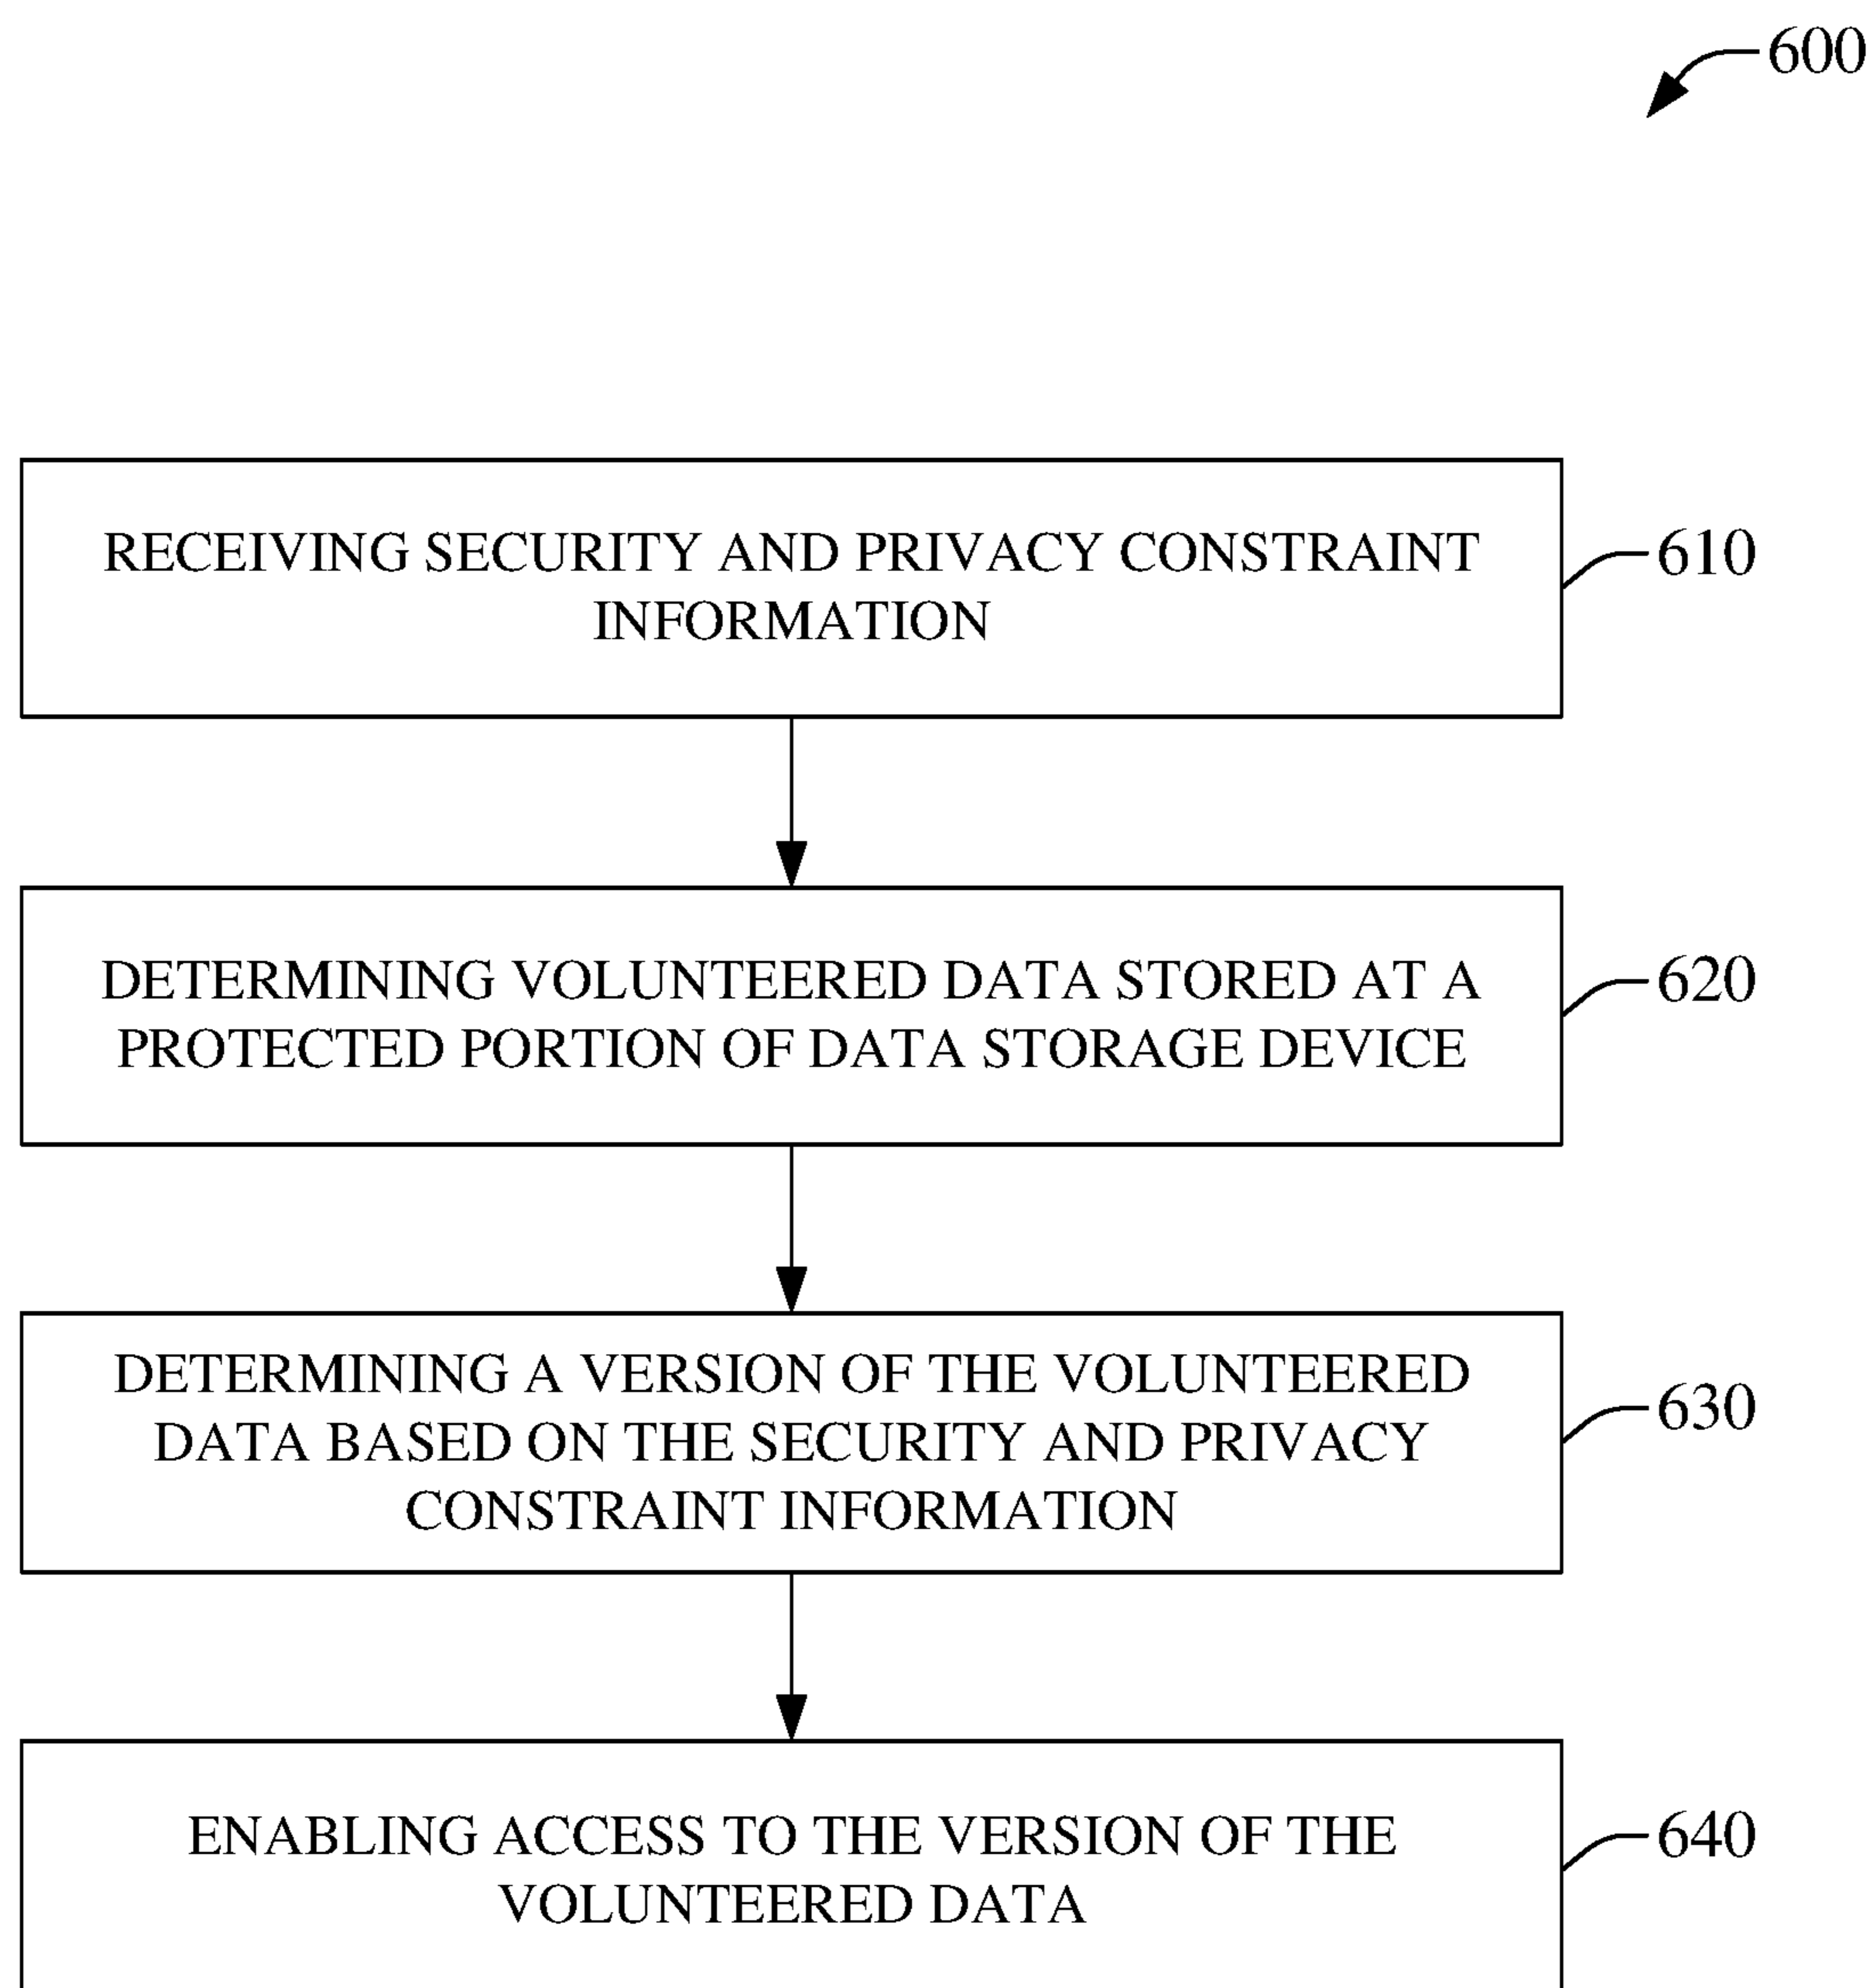 600
RECEIVING SECURITY AND PRIVACY CONSTRAINT
INFORMATION
610
DETERMINING VOLUNTEERED DATA STORED AT A
PROTECTED PORTION OF DATA STORAGE DEVICE
620
DETERMINING A VERSION OF THE VOLUNTEERED
DATA BASED ON THE SECURITY AND PRIVACY
CONSTRAINT INFORMATION
630
ENABLING ACCESS TO THE VERSION OF THE
VOLUNTEERED DATA
640